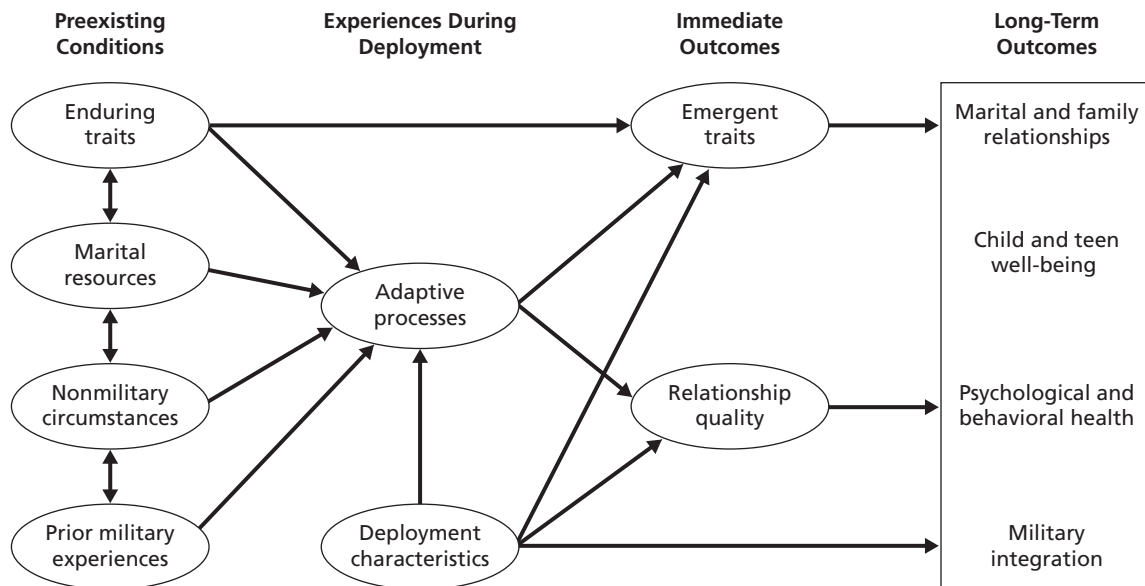 Preexisting
Conditions
Experiences During
Deployment
Immediate
Outcomes
Long-Term
Outcomes
Enduring
traits
Emergent
traits
Marital and family
relationships
Marital
resources
Child and teen
well-being
Adaptive
processes
Nonmilitary
circumstances
Relationship
quality
Psychological and
behavioral health
Prior military
experiences
Deployment
characteristics
Military
integration